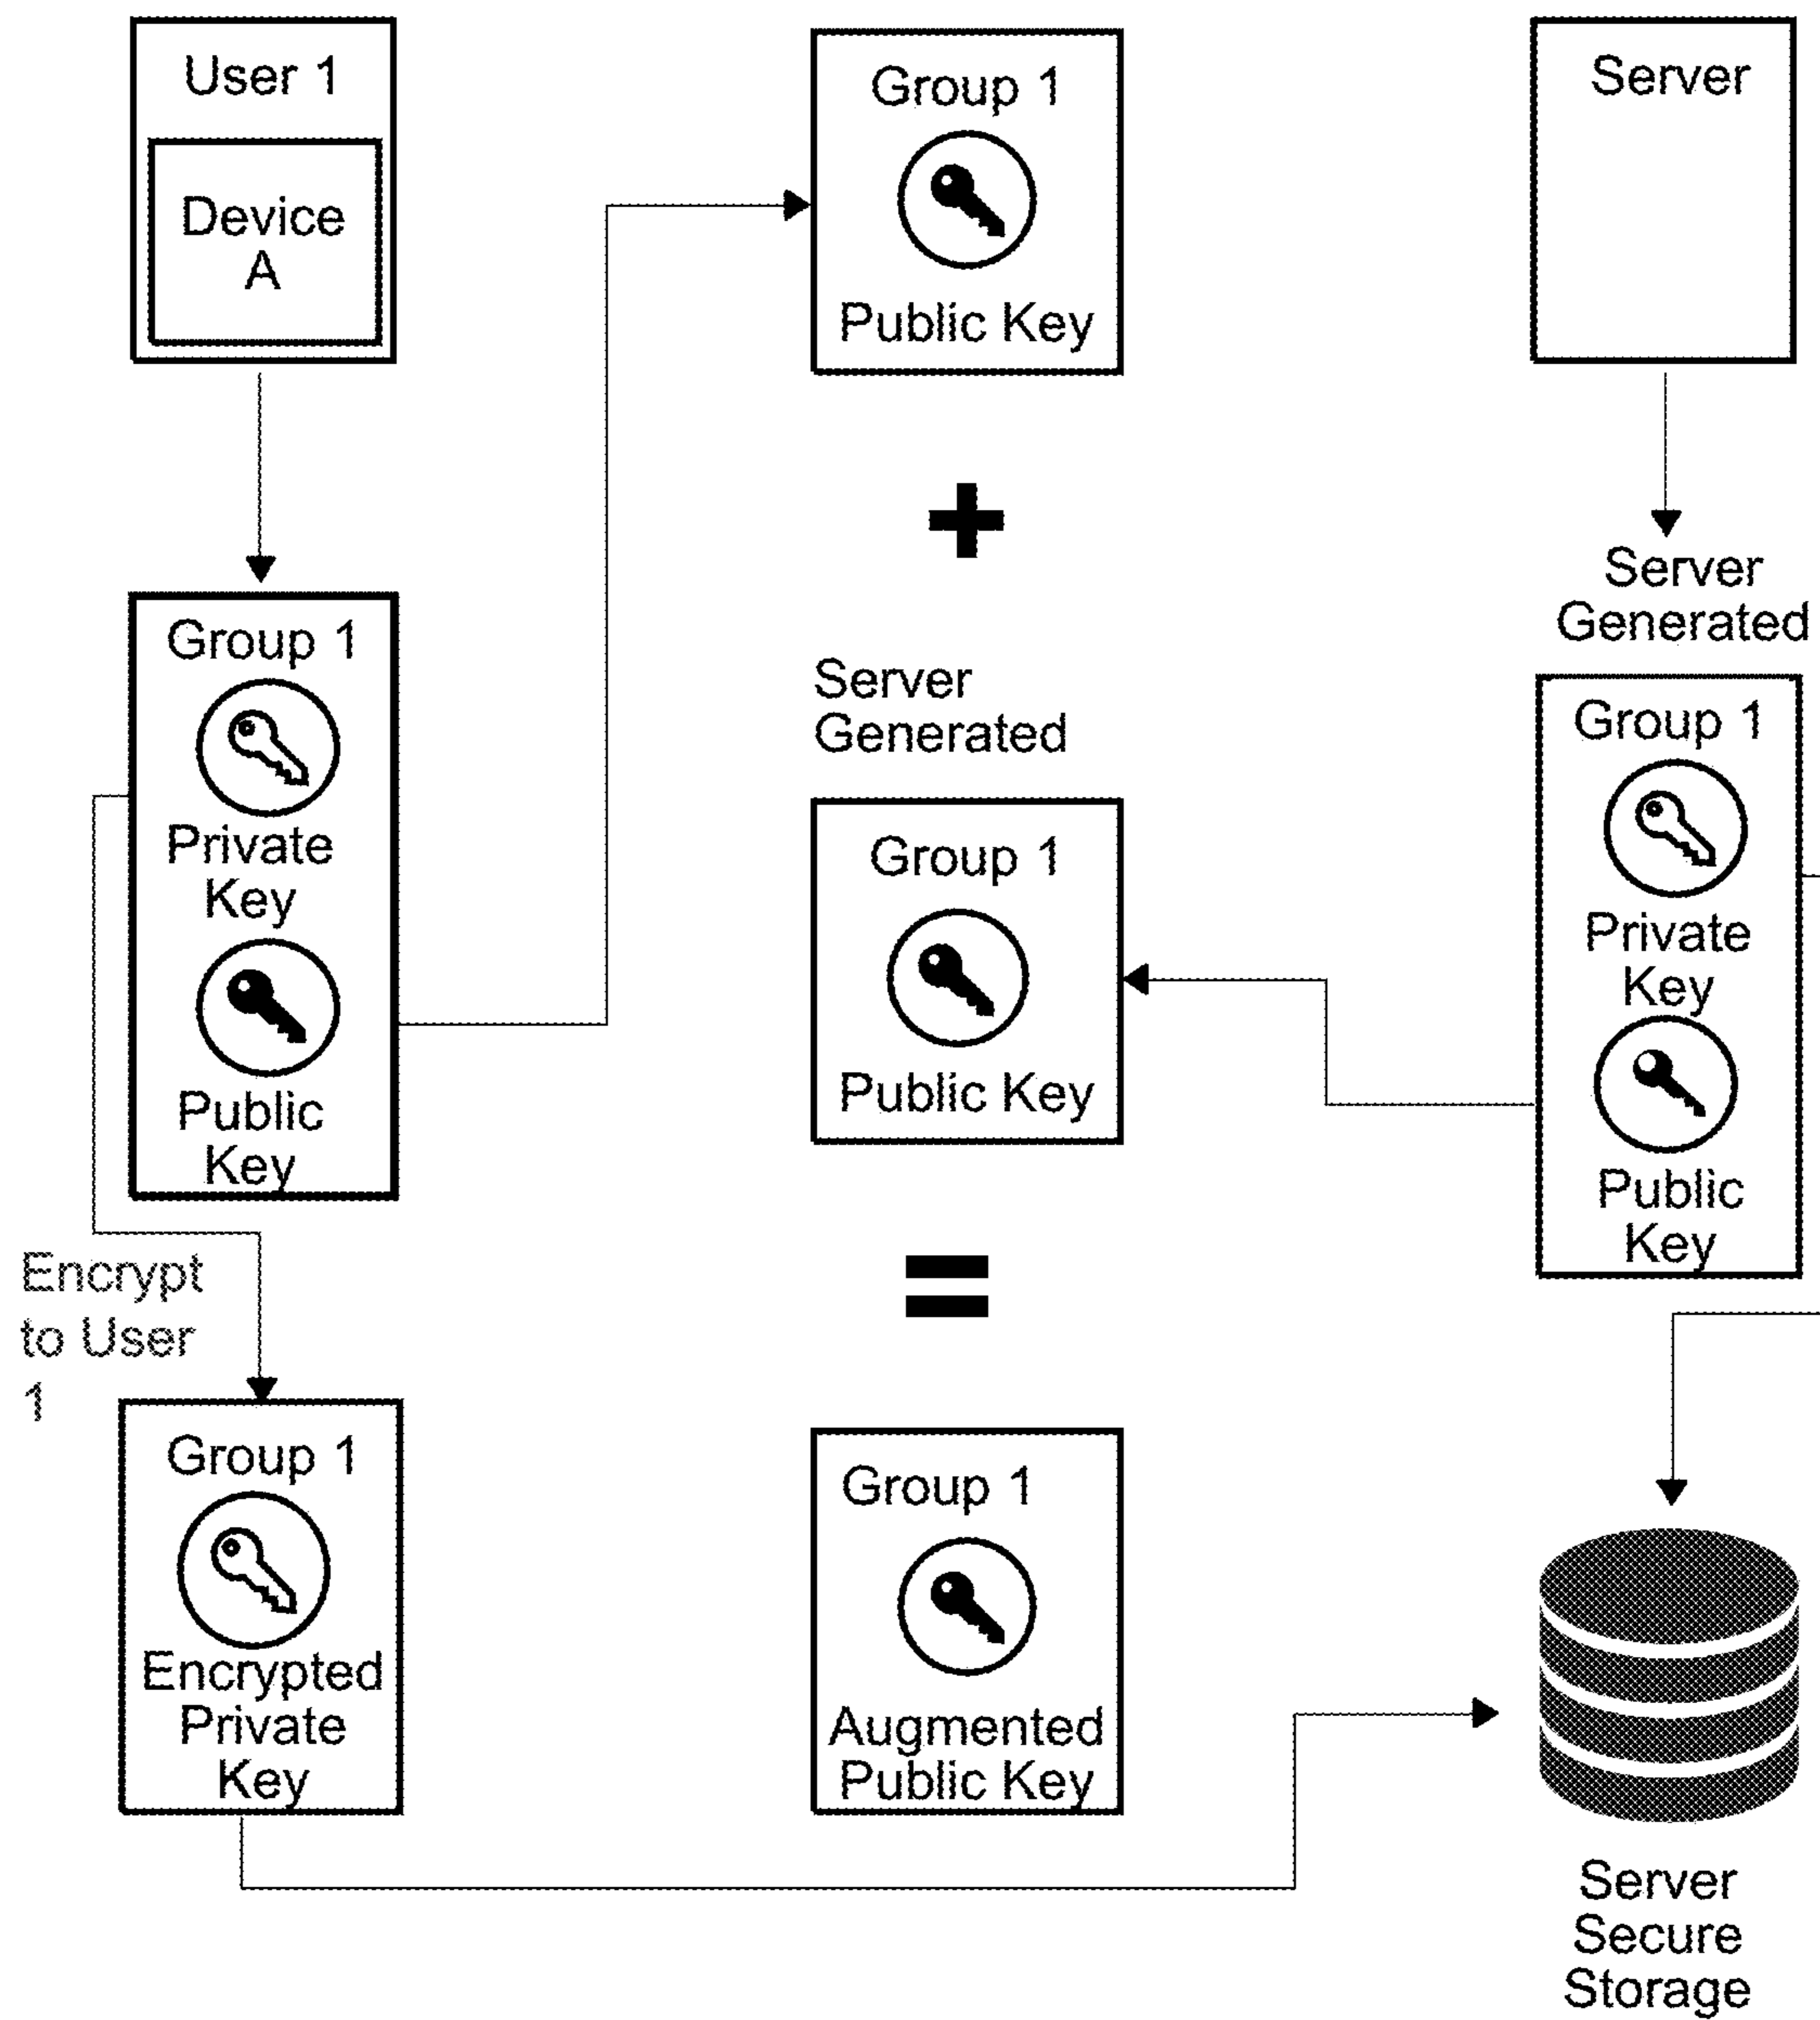 User 1
Device
A
Group 1
Private
Key
Public
Key
Encrypt
to User
1
Group 1
Encrypted
Private
Key
Group 1
Public Key
+
Server
Generated
Group 1
Public Key
=
Group 1
Augmented
Public Key
Server
Server
Generated
Group 1
Private
Key
Public
Key
Server
Secure
Storage